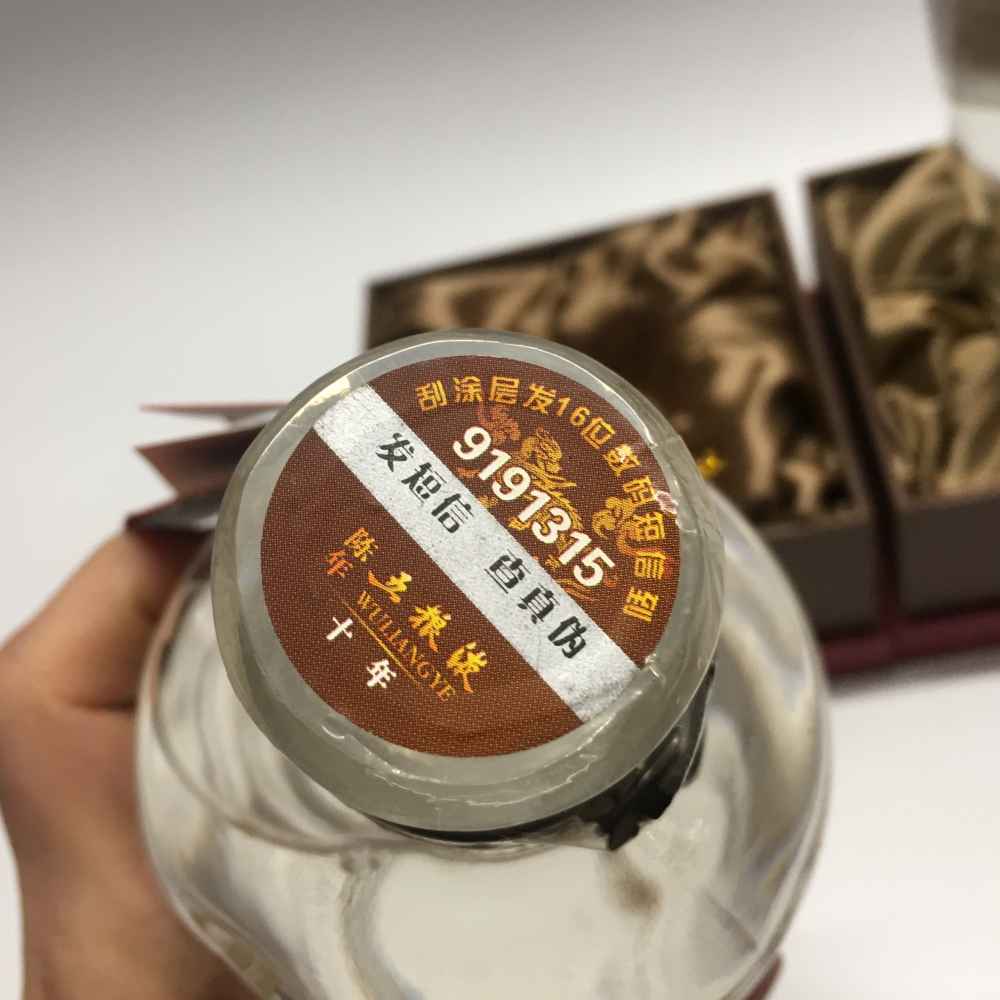 刮涂层发16位数码短信到
9191315
发短信 查真伪
陈年五粮液
WULIANGYE
十年